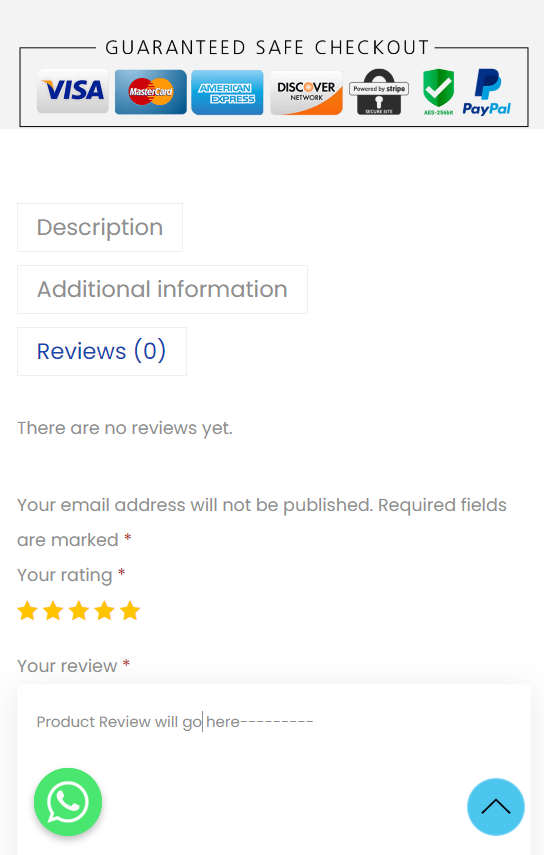 GUARANTEED SAFE CHECKOUT
VISA MasterCard AMERICAN EXPRESS DISCOVER NETWORK Powered by stripe SECURE SITE AES-256bit PayPal
Description
Additional information
Reviews (0)
There are no reviews yet.
Your email address will not be published. Required fields
are marked *
Your rating *
Your review *
Product Review will go here---------